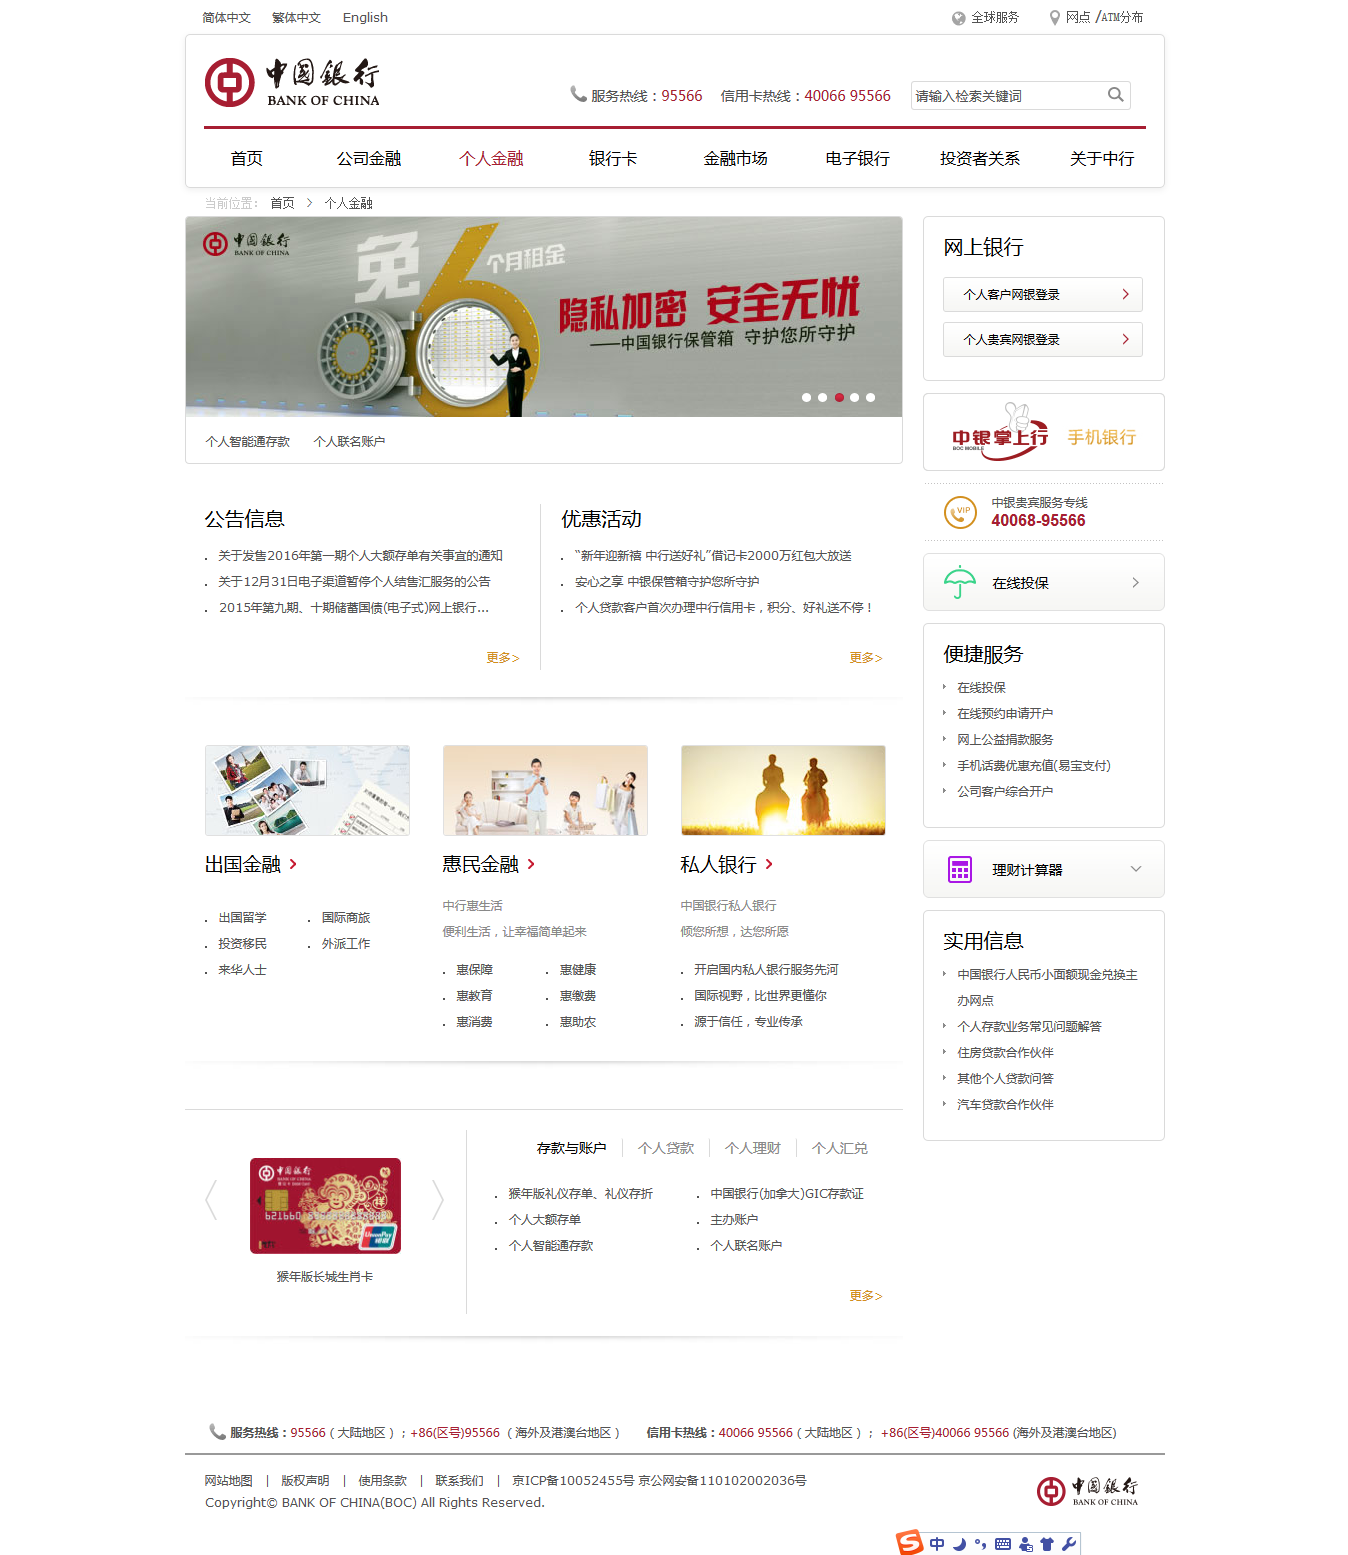 简体中文 繁体中文 English 全球服务 网点 /ATM分布
中国银行
BANK OF CHINA
服务热线：95566 信用卡热线：40066 95566 请输入检索关键词
首页 公司金融 个人金融 银行卡 金融市场 电子银行 投资者关系 关于中行
当前位置： 首页 > 个人金融
中国银行
BANK OF CHINA
免6个月租金
隐私加密 安全无忧
——中国银行保管箱 守护您所守护
个人智能通存款 个人联名账户
网上银行
个人客户网银登录
个人贵宾网银登录
中银掌上行 手机银行
BOC MOBILE
VIP
中银贵宾服务专线
40068-95566
在线投保
公告信息
关于发售2016年第一期个人大额存单有关事宜的通知
关于12月31日电子渠道暂停个人结售汇服务的公告
2015年第九期、十期储蓄国债(电子式)网上银行...
更多>
优惠活动
“新年迎新禧 中行送好礼”借记卡2000万红包大放送
安心之享 中银保管箱守护您所守护
个人贷款客户首次办理中行信用卡，积分、好礼送不停！
更多>
便捷服务
在线投保
在线预约申请开户
网上公益捐款服务
手机话费优惠充值(易宝支付)
公司客户综合开户
出国金融
出国留学 国际商旅
投资移民 外派工作
来华人士
惠民金融
中行惠生活
便利生活，让幸福简单起来
惠保障 惠健康
惠教育 惠缴费
惠消费 惠助农
私人银行
中国银行私人银行
倾您所想，达您所愿
开启国内私人银行服务先河
国际视野，比世界更懂你
源于信任，专业传承
理财计算器
实用信息
中国银行人民币小面额现金兑换主
办网点
个人存款业务常见问题解答
住房贷款合作伙伴
其他个人贷款问答
汽车贷款合作伙伴
中国银行
BANK OF CHINA
UnionPay
银联
猴年版长城生肖卡
存款与账户 个人贷款 个人理财 个人汇兑
猴年版礼仪存单、礼仪存折 中国银行(加拿大)GIC存款证
个人大额存单 主办账户
个人智能通存款 个人联名账户
更多>
服务热线：95566（大陆地区）；+86(区号)95566（海外及港澳台地区） 信用卡热线：40066 95566（大陆地区）； +86(区号)40066 95566 (海外及港澳台地区)
网站地图 | 版权声明 | 使用条款 | 联系我们 | 京ICP备10052455号 京公网安备110102002036号
Copyright© BANK OF CHINA(BOC) All Rights Reserved.
中国银行
BANK OF CHINA
S 中